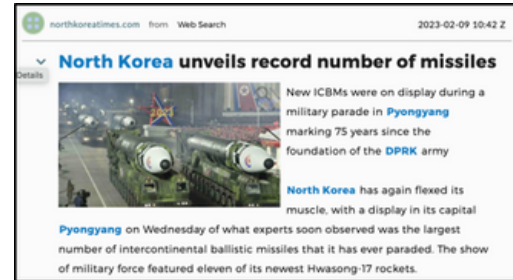 northkoreatimes.com from Web Search 2023-02-09 10:42 Z
North Korea unveils record number of missiles
Details
New ICBMs were on display during a
military parade in Pyongyang
marking 75 years since the
foundation of the DPRK army
North Korea has again flexed its
muscle, with a display in its capital
Pyongyang on Wednesday of what experts soon observed was the largest
number of intercontinental ballistic missiles that it has ever paraded. The show
of military force featured eleven of its newest Hwasong-17 rockets.